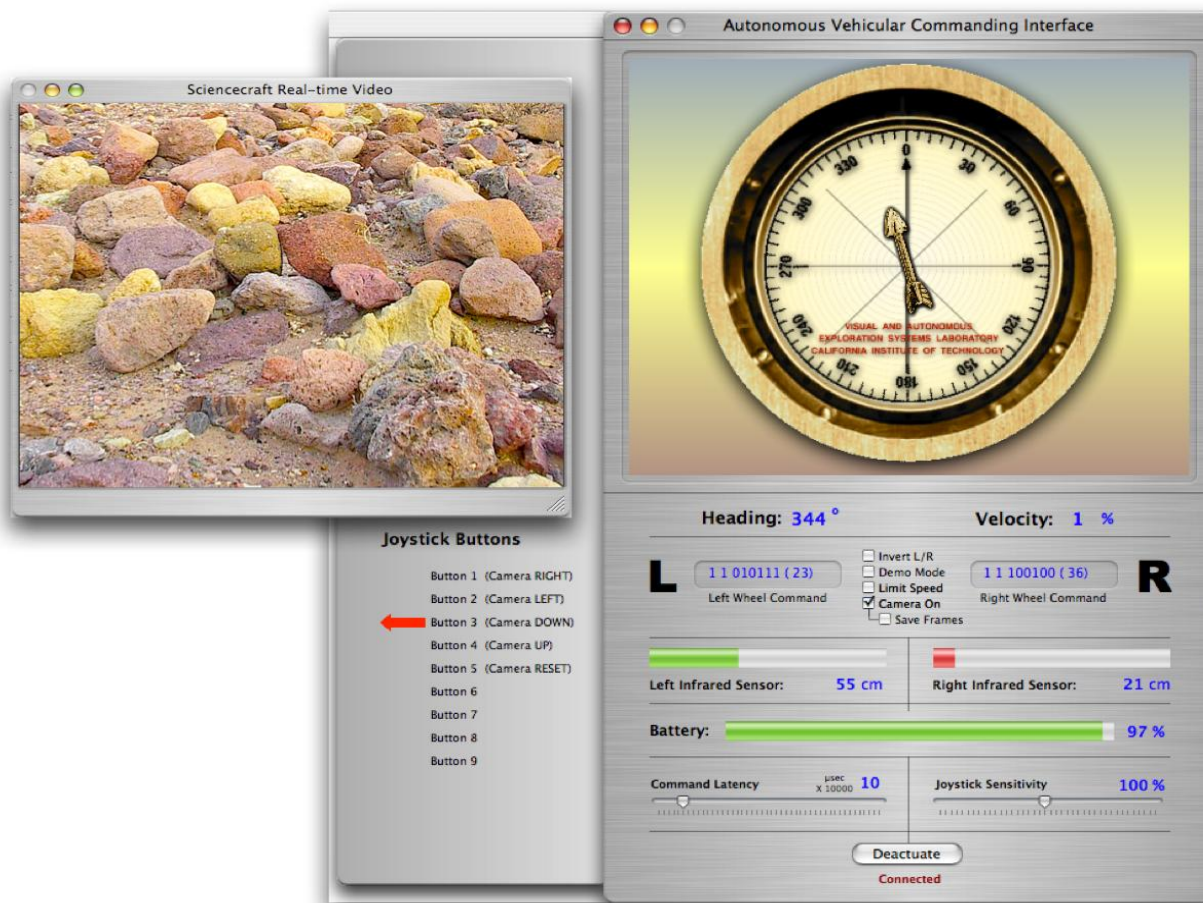 Sciencecraft Real-time Video
Joystick Buttons
Button 1 (Camera RIGHT)
Button 2 (Camera LEFT)
Button 3 (Camera DOWN)
Button 4 (Camera UP)
Button 5 (Camera RESET)
Button 6
Button 7
Button 8
Button 9
Autonomous Vehicular Commanding Interface
0
30
60
90
120
150
180
210
240
270
300
330
VISUAL AND AUTONOMOUS
EXPLORATION SYSTEMS LABORATORY
CALIFORNIA INSTITUTE OF TECHNOLOGY
Heading: 344 °
Velocity: 1 %
L
1 1 010111 ( 23)
Left Wheel Command
Invert L/R
Demo Mode
Limit Speed
Camera On
Save Frames
1 1 100100 ( 36)
Right Wheel Command
R
Left Infrared Sensor: 55 cm
Right Infrared Sensor: 21 cm
Battery: 97 %
Command Latency µsec X 10000 10
Joystick Sensitivity 100 %
Deactuate
Connected